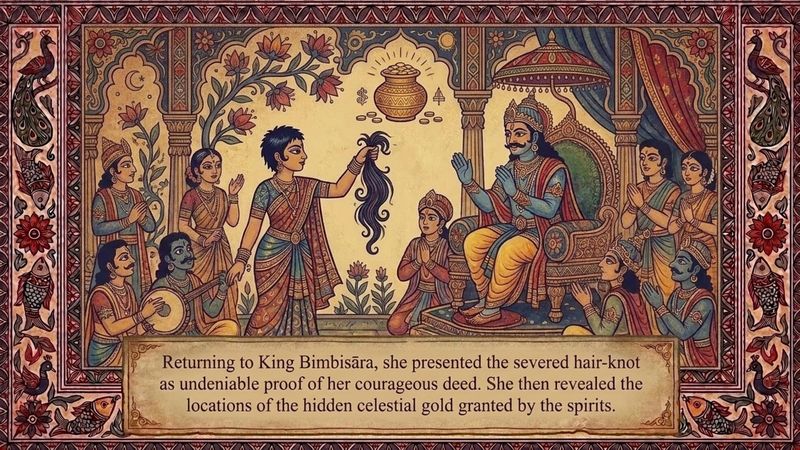 Returning to King Bimbisāra, she presented the severed hair-knot
as undeniable proof of her courageous deed. She then revealed the
locations of the hidden celestial gold granted by the spirits.